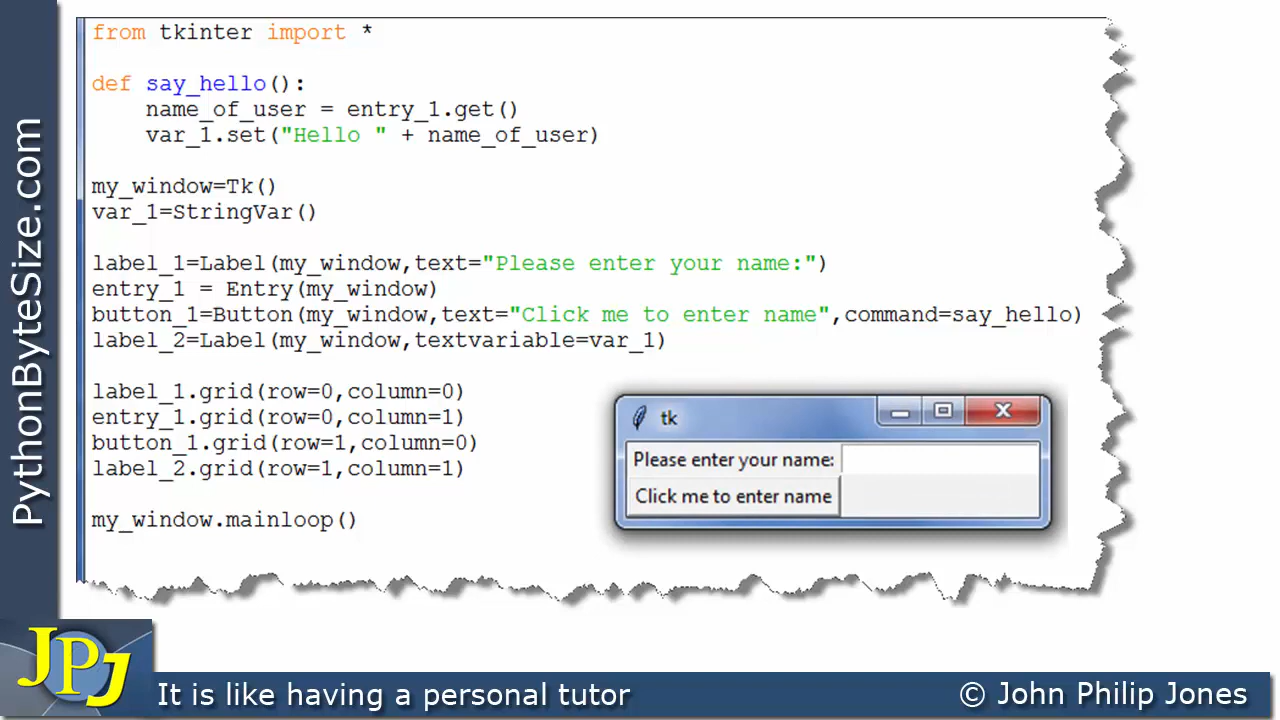 from tkinter import *
def say_hello():
name_of_user = entry_1.get()
var_1.set("Hello " + name_of_user)
my_window=Tk()
var_1=StringVar()
label_1=Label(my_window,text="Please enter your name:")
entry_1 = Entry(my_window)
button_1=Button(my_window,text="Click me to enter name",command=say_hello)
label_2=Label(my_window,textvariable=var_1)
label_1.grid(row=0,column=0)
entry_1.grid(row=0,column=1)
button_1.grid(row=1,column=0)
label_2.grid(row=1,column=1)
my_window.mainloop()
tk
Please enter your name:
Click me to enter name
PythonByteSize.com
JPJ
It is like having a personal tutor
© John Philip Jones